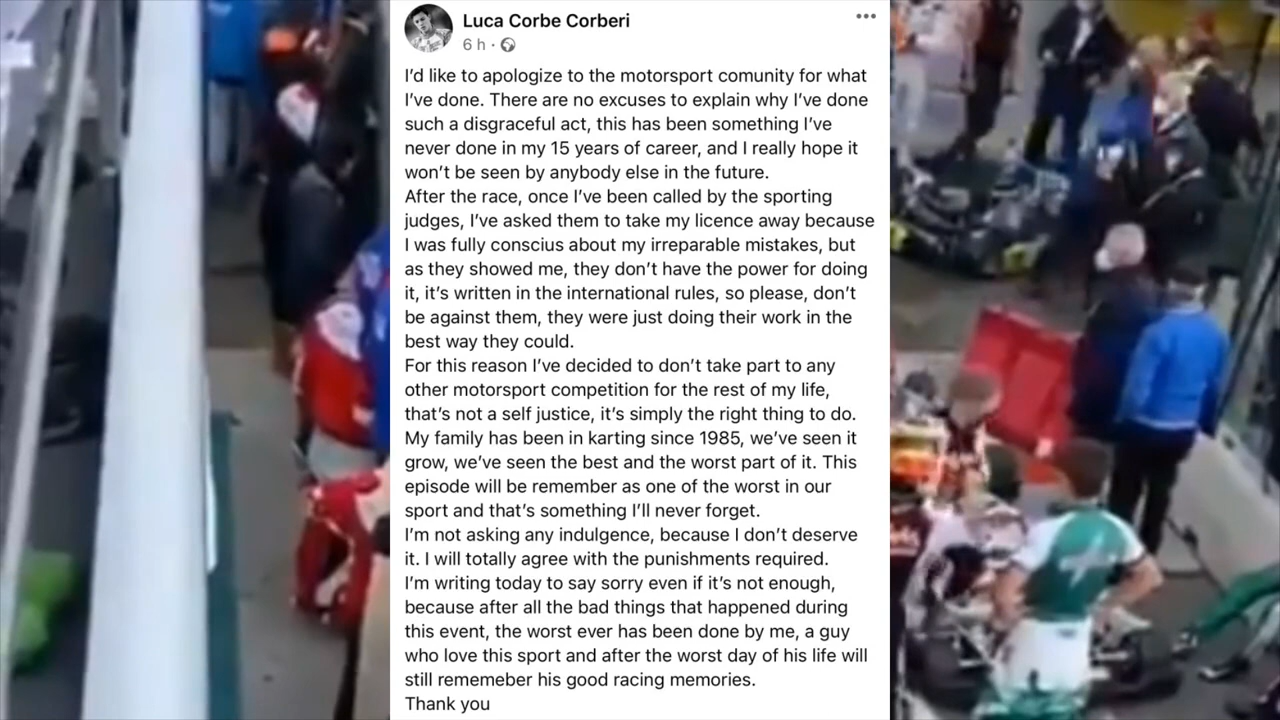 Luca Corbe Corberi
6 h ·
I'd like to apologize to the motorsport comunity for what
I've done. There are no excuses to explain why I've done
such a disgraceful act, this has been something I've
never done in my 15 years of career, and I really hope it
won't be seen by anybody else in the future.
After the race, once I've been called by the sporting
judges, I've asked them to take my licence away because
I was fully conscius about my irreparable mistakes, but
as they showed me, they don't have the power for doing
it, it's written in the international rules, so please, don't
be against them, they were just doing their work in the
best way they could.
For this reason I've decided to don't take part to any
other motorsport competition for the rest of my life,
that's not a self justice, it's simply the right thing to do.
My family has been in karting since 1985, we've seen it
grow, we've seen the best and the worst part of it. This
episode will be remember as one of the worst in our
sport and that's something I'll never forget.
I'm not asking any indulgence, because I don't deserve
it. I will totally agree with the punishments required.
I'm writing today to say sorry even if it's not enough,
because after all the bad things that happened during
this event, the worst ever has been done by me, a guy
who love this sport and after the worst day of his life will
still rememeber his good racing memories.
Thank you